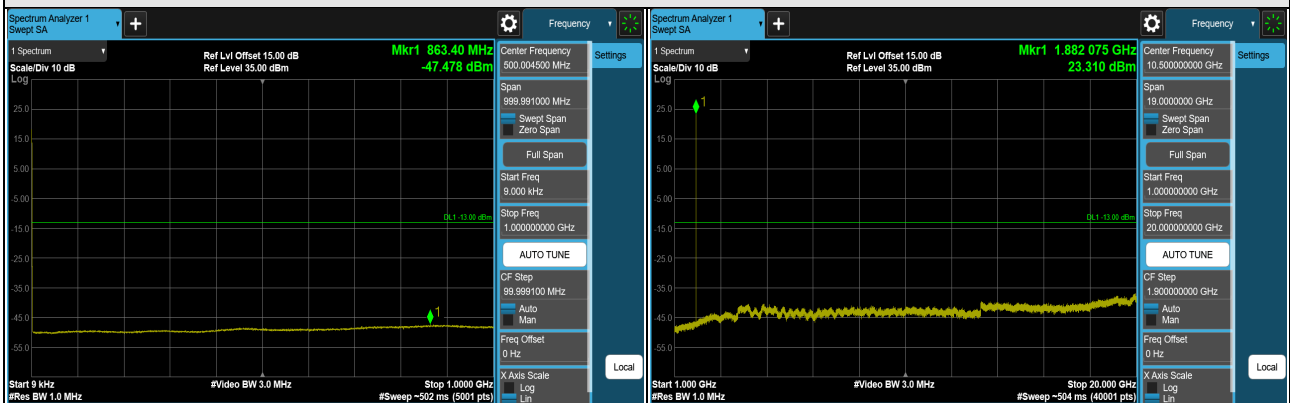 Spectrum Analyzer 1
Swept SA
+
Frequency
1 Spectrum
Scale/Div 10 dB
Ref Lvl Offset 15.00 dB
Ref Level 35.00 dBm
Mkr1 863.40 MHz
-47.478 dBm
Log
25.0
15.0
5.00
-5.00
-15.0
-25.0
-35.0
-45.0
-55.0
DL1 -13.00 dBm
1
Start 9 kHz
#Res BW 1.0 MHz
#Video BW 3.0 MHz
Stop 1.0000 GHz
#Sweep ~502 ms (5001 pts)
Center Frequency
500.004500 MHz
Span
999.991000 MHz
Swept Span
Zero Span
Full Span
Start Freq
9.000 kHz
Stop Freq
1.000000000 GHz
AUTO TUNE
CF Step
99.999100 MHz
Auto
Man
Freq Offset
0 Hz
X Axis Scale
Log
Lin
Settings
Local
Spectrum Analyzer 1
Swept SA
+
Frequency
1 Spectrum
Scale/Div 10 dB
Ref Lvl Offset 15.00 dB
Ref Level 35.00 dBm
Mkr1 1.882 075 GHz
23.310 dBm
Log
1
25.0
15.0
5.00
-5.00
-15.0
-25.0
-35.0
-45.0
-55.0
DL1 -13.00 dBm
Start 1.000 GHz
#Res BW 1.0 MHz
#Video BW 3.0 MHz
Stop 20.000 GHz
#Sweep ~504 ms (40001 pts)
Center Frequency
10.500000000 GHz
Span
19.0000000 GHz
Swept Span
Zero Span
Full Span
Start Freq
1.000000000 GHz
Stop Freq
20.000000000 GHz
AUTO TUNE
CF Step
1.900000000 GHz
Auto
Man
Freq Offset
0 Hz
X Axis Scale
Log
Lin
Settings
Local